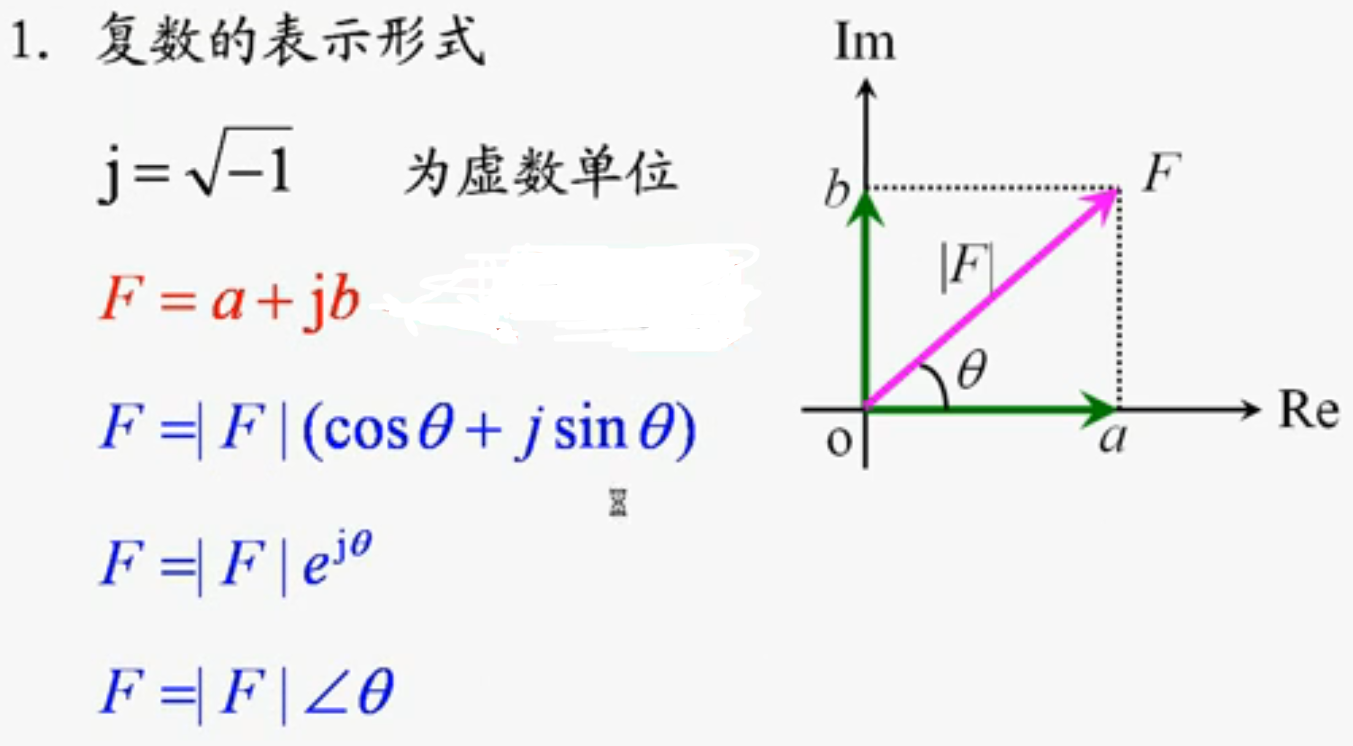 1. 复数的表示形式
j=√-1 为虚数单位
F=a+jb
F=|F|(cosθ+jsinθ)
F=|F|e^jθ
F=|F|∠θ
Im
b
F
|F|
θ
o
a
Re